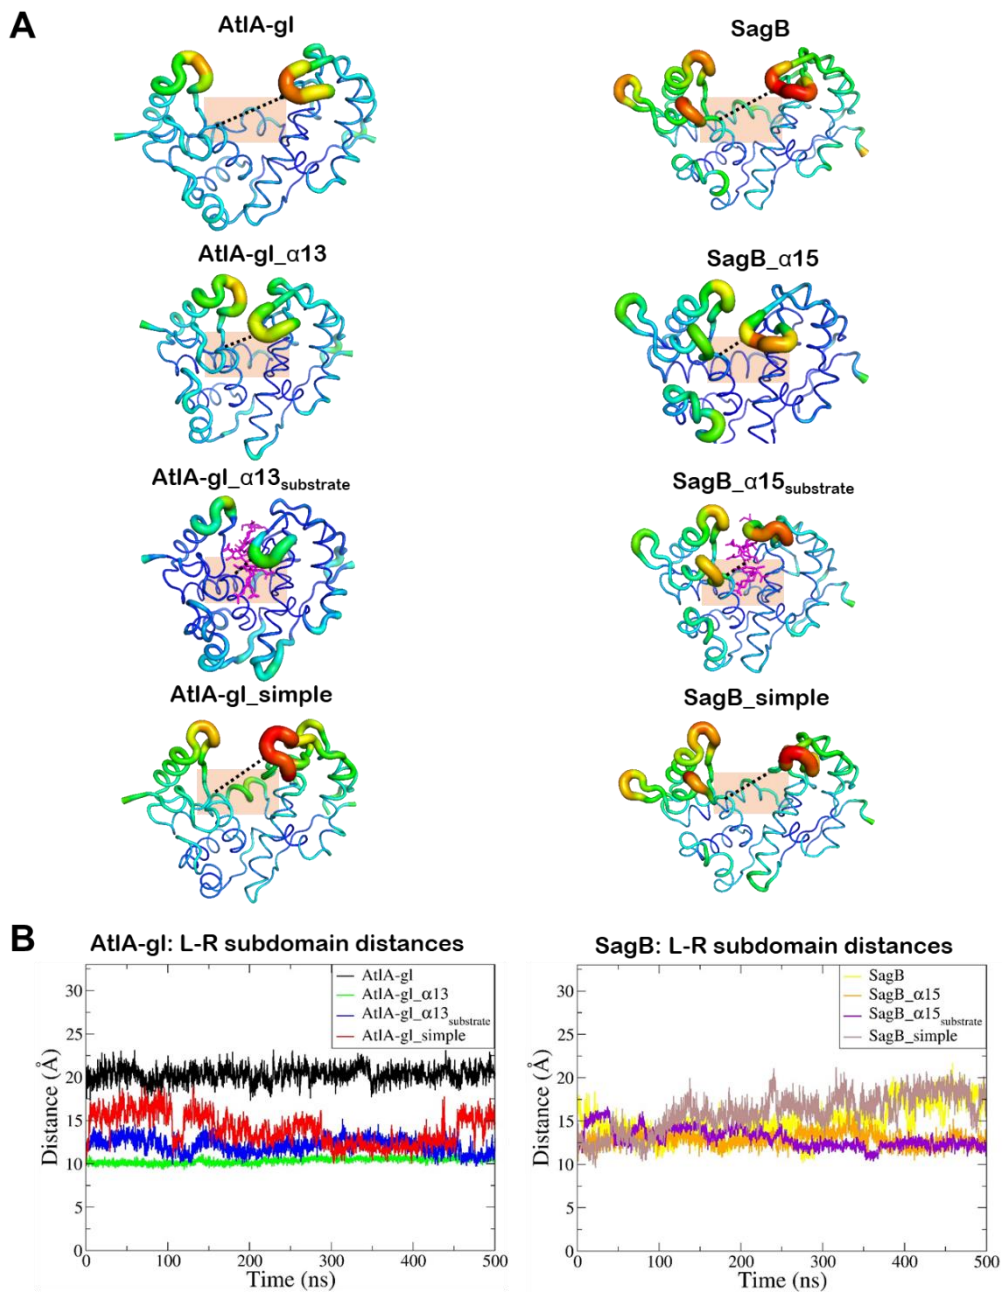 A
AtlA-gl
SagB
AtlA-gl_α13
SagB_α15
AtlA-gl_α13substrate
SagB_α15substrate
AtlA-gl_simple
SagB_simple
B
AtlA-gl: L-R subdomain distances
SagB: L-R subdomain distances
AtlA-gl
AtlA-gl_α13
AtlA-gl_α13substrate
AtlA-gl_simple
30
25
20
15
10
5
0
Distance (Å)
0 100 200 300 400 500
Time (ns)
SagB
SagB_α15
SagB_α15substrate
SagB_simple
30
25
20
15
10
5
0
Distance (Å)
0 100 200 300 400 500
Time (ns)